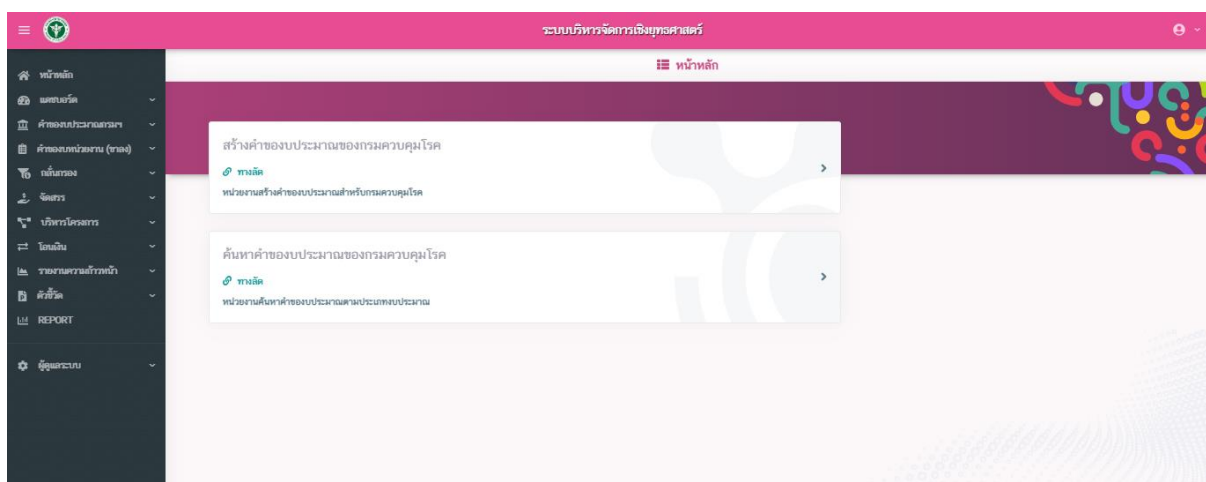 ระบบบริหารจัดการเชิงยุทธศาสตร์
หน้าหลัก
หน้าหลัก
แดชบอร์ด
คำของบประมาณกรมฯ
คำของบหน่วยงาน (ขาลง)
กลั่นกรอง
จัดสรร
บริหารโครงการ
โอนเงิน
รายงานความก้าวหน้า
ตัวชี้วัด
REPORT
ผู้ดูแลระบบ
สร้างคำของบประมาณของกรมควบคุมโรค
ทางลัด
หน่วยงานสร้างคำของบประมาณสำหรับกรมควบคุมโรค
ค้นหาคำของบประมาณของกรมควบคุมโรค
ทางลัด
หน่วยงานค้นหาคำของบประมาณตามประเภทงบประมาณ